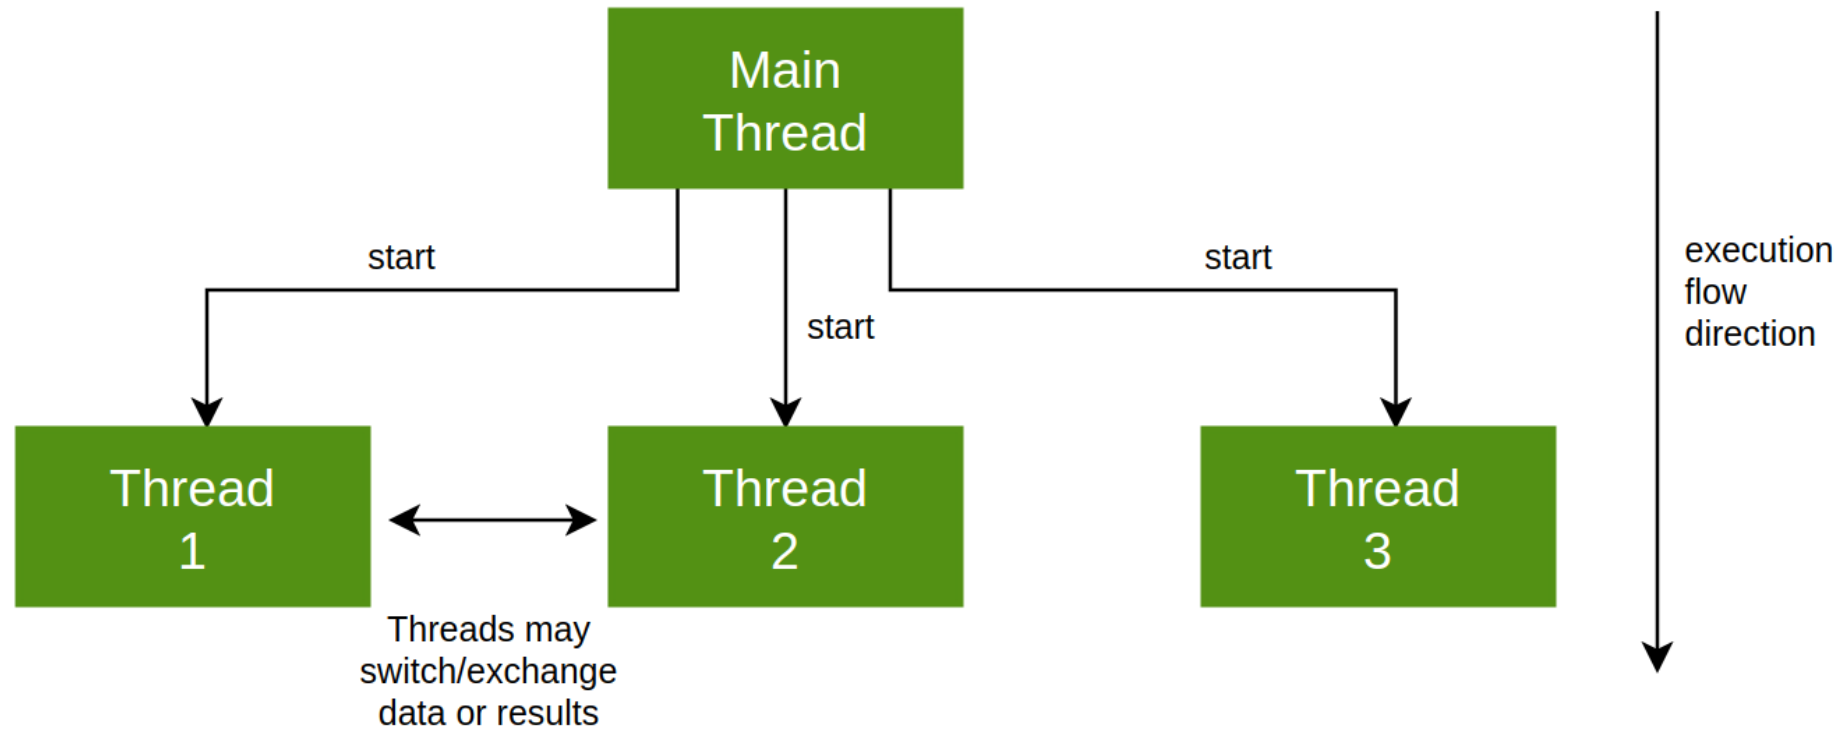 Main
Thread
start
start
start
execution
flow
direction
Thread
1
Thread
2
Thread
3
Threads may
switch/exchange
data or results